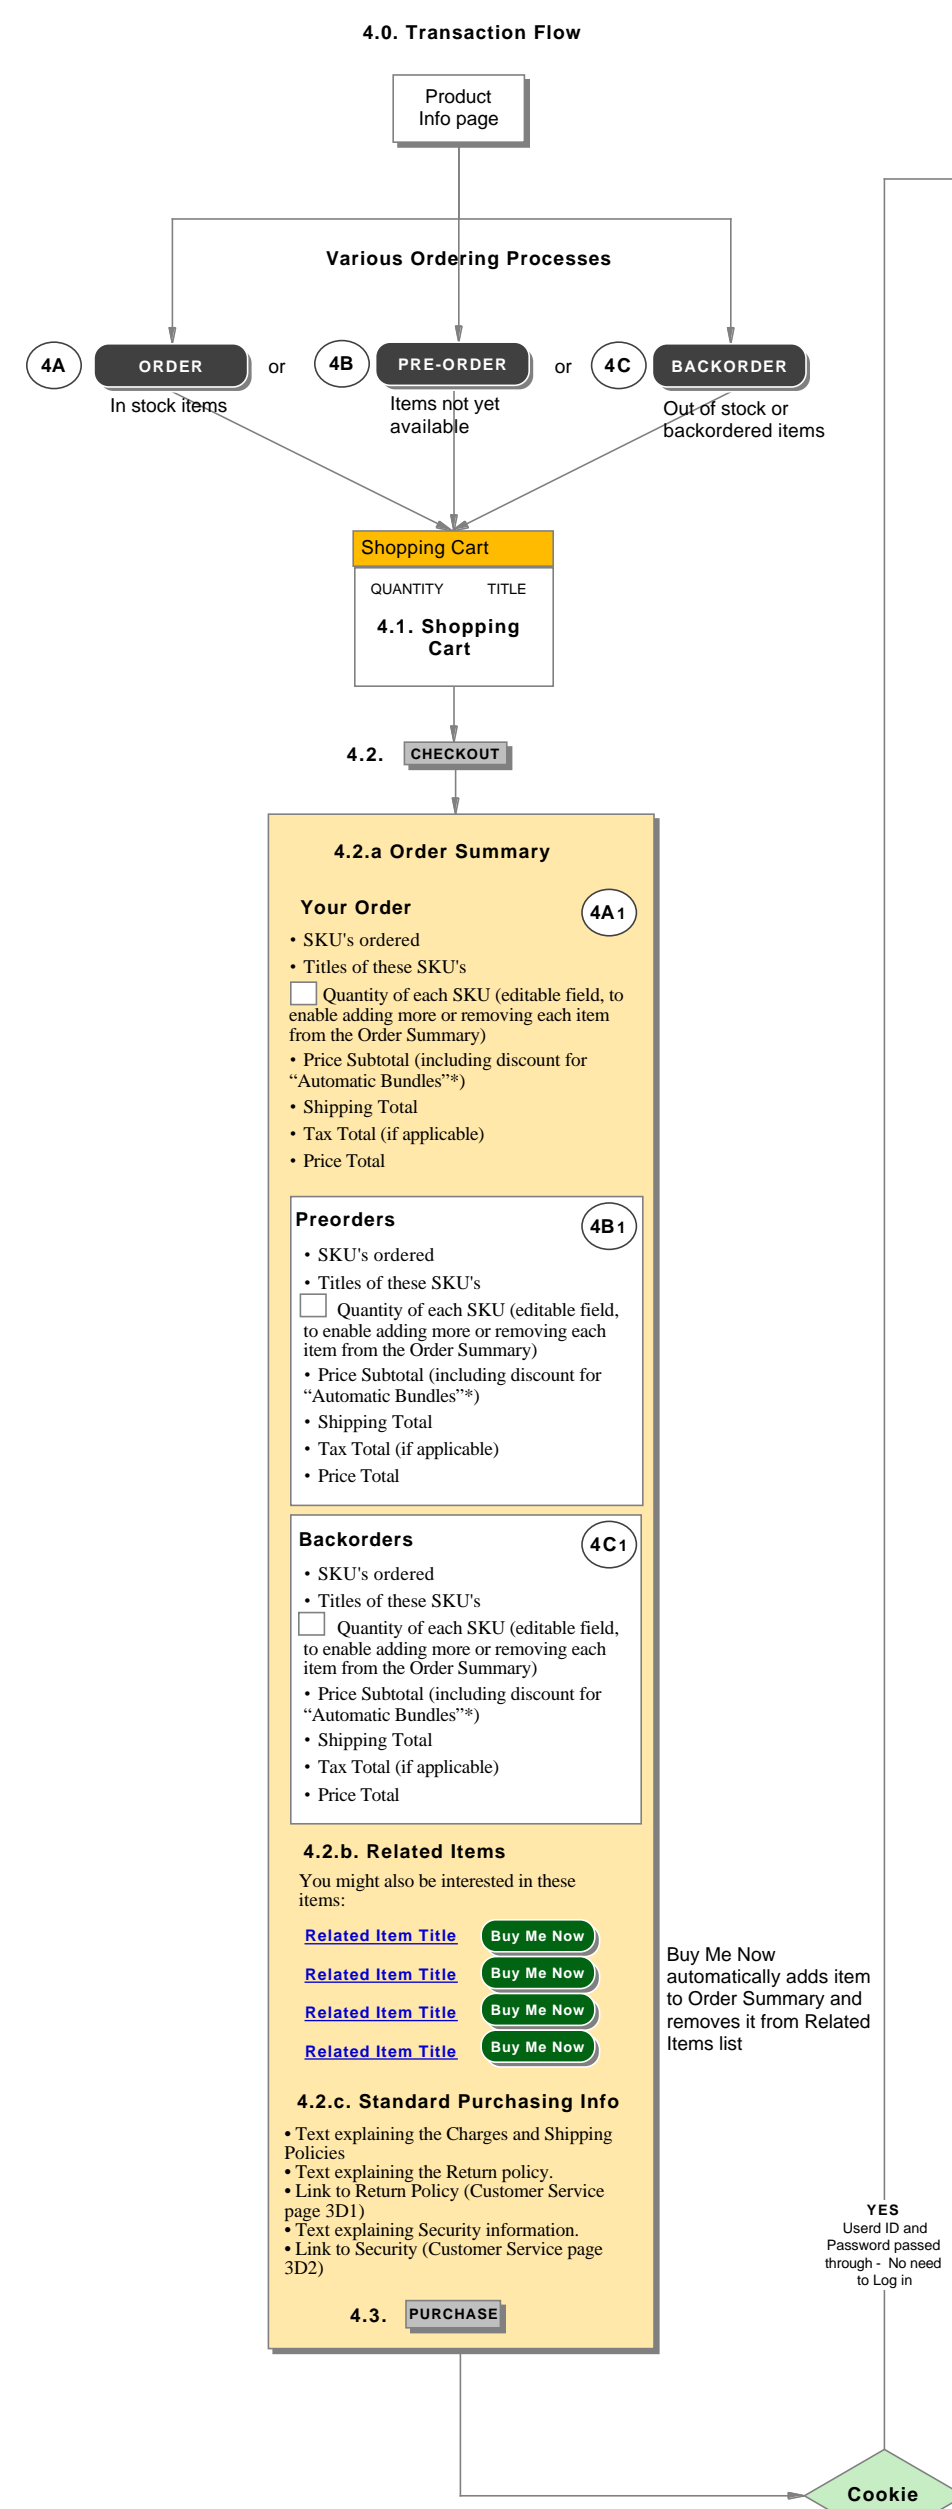 4.0. Transaction Flow
Product
Info page
Various Ordering Processes
4A ORDER or 4B PRE-ORDER or 4C BACKORDER
In stock items
Items not yet
available
Out of stock or
backordered items
Shopping Cart
QUANTITY TITLE
4.1. Shopping
Cart
4.2. CHECKOUT
4.2.a Order Summary
Your Order 4A1
• SKU's ordered
• Titles of these SKU's
Quantity of each SKU (editable field, to
enable adding more or removing each item
from the Order Summary)
• Price Subtotal (including discount for
“Automatic Bundles”*)
• Shipping Total
• Tax Total (if applicable)
• Price Total
Preorders 4B1
• SKU's ordered
• Titles of these SKU's
Quantity of each SKU (editable field,
to enable adding more or removing each
item from the Order Summary)
• Price Subtotal (including discount for
“Automatic Bundles”*)
• Shipping Total
• Tax Total (if applicable)
• Price Total
Backorders 4C1
• SKU's ordered
• Titles of these SKU's
Quantity of each SKU (editable field,
to enable adding more or removing each
item from the Order Summary)
• Price Subtotal (including discount for
“Automatic Bundles”*)
• Shipping Total
• Tax Total (if applicable)
• Price Total
4.2.b. Related Items
You might also be interested in these
items:
Related Item Title Buy Me Now
Related Item Title Buy Me Now
Related Item Title Buy Me Now
Related Item Title Buy Me Now
Buy Me Now
automatically adds item
to Order Summary and
removes it from Related
Items list
4.2.c. Standard Purchasing Info
• Text explaining the Charges and Shipping
Policies
• Text explaining the Return policy.
• Link to Return Policy (Customer Service
page 3D1)
• Text explaining Security information.
• Link to Security (Customer Service page
3D2)
4.3. PURCHASE
YES
Userd ID and
Password passed
through - No need
to Log in
Cookie